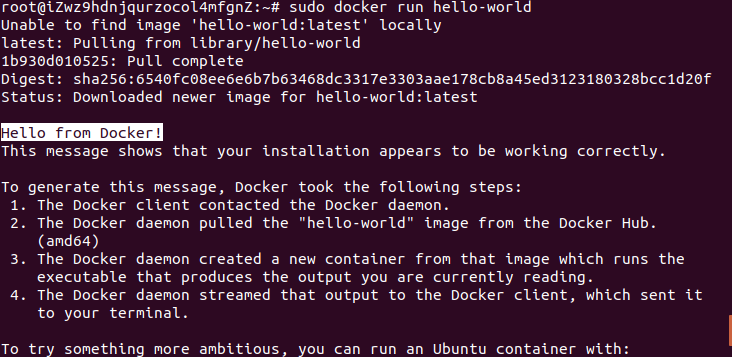 root@iZwz9hdnjqurzocol4mfgnZ:~# sudo docker run hello-world
Unable to find image 'hello-world:latest' locally
latest: Pulling from library/hello-world
1b930d010525: Pull complete
Digest: sha256:6540fc08ee6e6b7b63468dc3317e3303aae178cb8a45ed3123180328bcc1d20f
Status: Downloaded newer image for hello-world:latest

Hello from Docker!
This message shows that your installation appears to be working correctly.

To generate this message, Docker took the following steps:
 1. The Docker client contacted the Docker daemon.
 2. The Docker daemon pulled the "hello-world" image from the Docker Hub.
    (amd64)
 3. The Docker daemon created a new container from that image which runs the
    executable that produces the output you are currently reading.
 4. The Docker daemon streamed that output to the Docker client, which sent it
    to your terminal.

To try something more ambitious, you can run an Ubuntu container with: